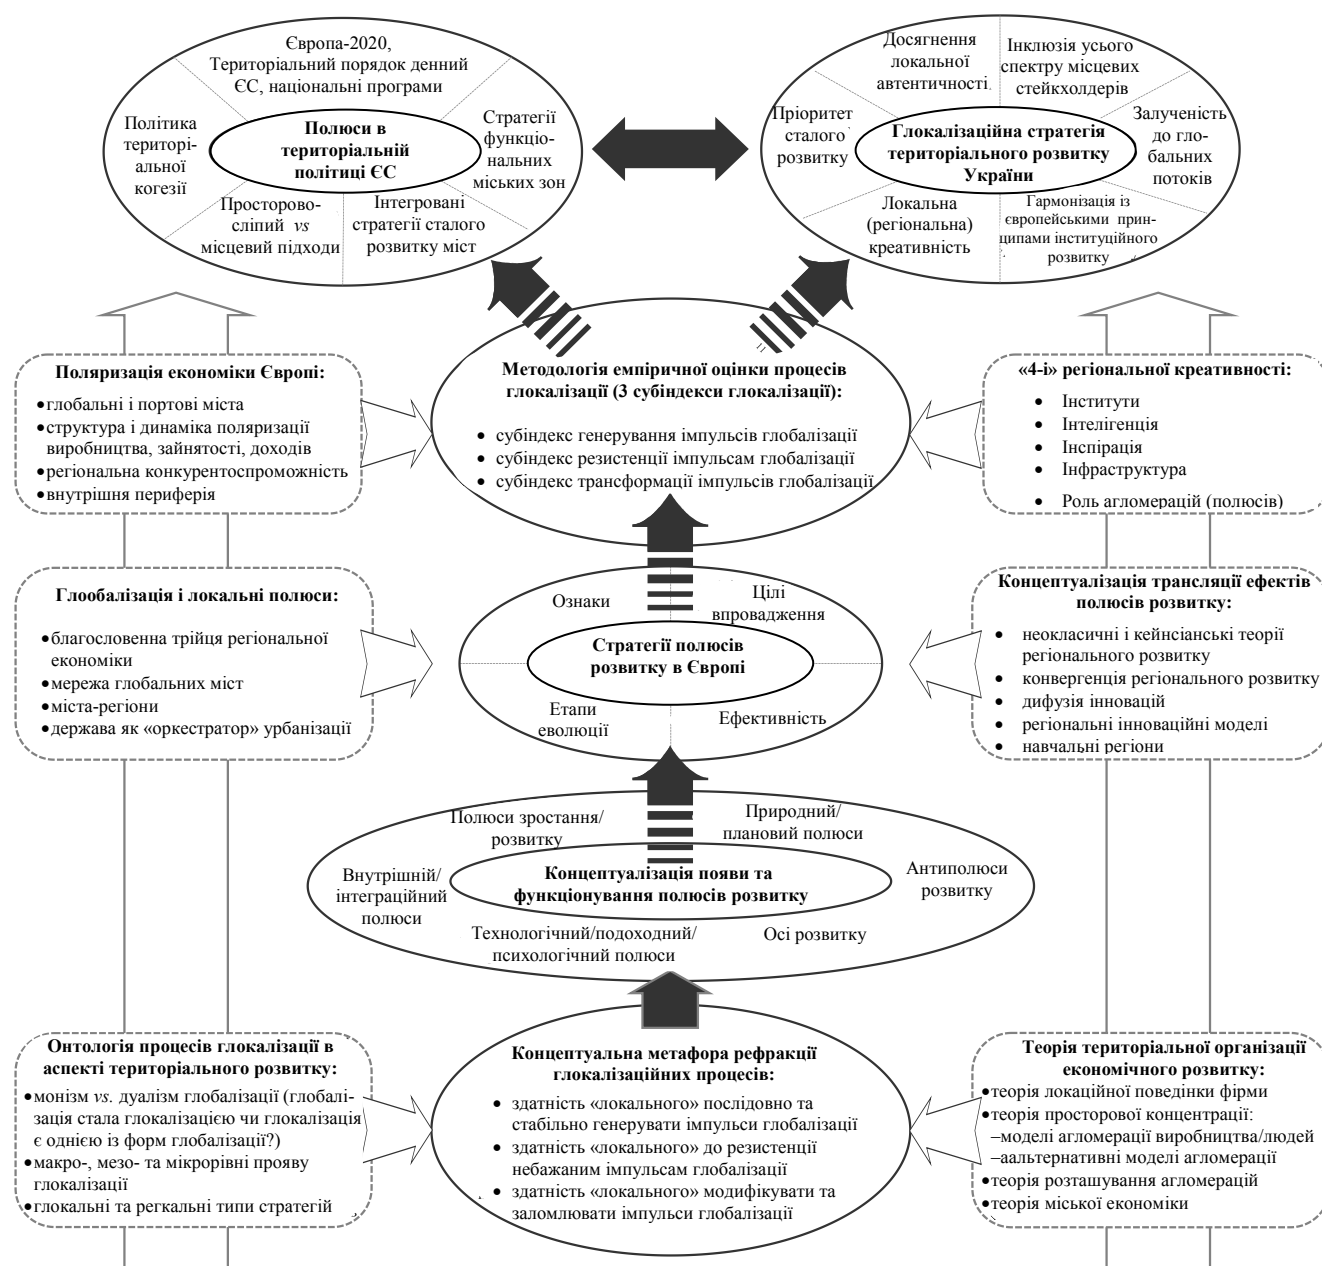 Європа-2020,
Територіальний порядок денний
ЄС, національні програми
Політика
територі-
альної
когезії
Полюси в
територіальній
політиці ЄС
Стратегії
функціо-
нальних
міських зон
Просторово-
сліпий vs
місцевий підходи
Інтегровані
стратегії сталого
розвитку міст
Досягнення
локальної
автентичності
Інклюзія усього
спектру місцевих
стейкхолдерів
Пріоритет
сталого
розвитку
Глокалізаційна стратегія
територіального розвитку
України
Залученість
до гло-
бальних
потоків
Локальна
(регіональна)
креативність
Гармонізація із
європейськими прин-
ципами інституційного
розвитку
Поляризація економіки Європі:
•глобальні і портові міста
•структура і динаміка поляризації
виробництва, зайнятості, доходів
•регіональна конкурентоспроможність
•внутрішня периферія
Методологія емпіричної оцінки процесів
глокалізації (3 субіндекси глокалізації):
• субіндекс генерування імпульсів глобалізації
• субіндекс резистенції імпульсам глобалізації
• субіндекс трансформації імпульсів глобалізації
«4-і» регіональної креативності:
• Інститути
• Інтелігенція
• Інспірація
• Інфраструктура
• Роль агломерацій (полюсів)
Глообалізація і локальні полюси:
•благословенна трійця регіональної
економіки
•мережа глобальних міст
•міста-регіони
•держава як «оркестратор» урбанізації
Ознаки
Цілі
впровадження
Стратегії полюсів
розвитку в Європі
Етапи
еволюції
Ефективність
Концептуалізація трансляції ефектів
полюсів розвитку:
• неокласичні і кейнсіанські теорії
регіонального розвитку
• конвергенція регіонального розвитку
• дифузія інновацій
• регіональні інноваційні моделі
• навчальні регіони
Полюси зростання/
розвитку
Природний/
плановий полюси
Внутрішній/
інтеграційний
полюси
Концептуалізація появи та
функціонування полюсів розвитку
Антиполюси
розвитку
Технологічний/подоходний/
психологічний полюси
Осі розвитку
Онтологія процесів глокалізації в
аспекті територіального розвитку:
•монізм vs. дуалізм глобалізації (глобалі-
зація стала глокалізацією чи глокалізація
є однією із форм глобалізації?)
•макро-, мезо- та мікрорівні прояву
глокалізації
•глокальні та регкальні типи стратегій
Концептуальна метафора рефракції
глокалізаційних процесів:
• здатність «локального» послідовно та
стабільно генерувати імпульси глобалізації
• здатність «локального» до резистенції
небажаним імпульсам глобалізації
• здатність «локального» модифікувати та
заломлювати імпульси глобалізації
Теорія територіальної організації
економічного розвитку:
•теорія локаційної поведінки фірми
•теорія просторової концентрації:
–моделі агломерації виробництва/людей
–аальтернативні моделі агломерації
•теорія розташування агломерацій
•теорія міської економіки